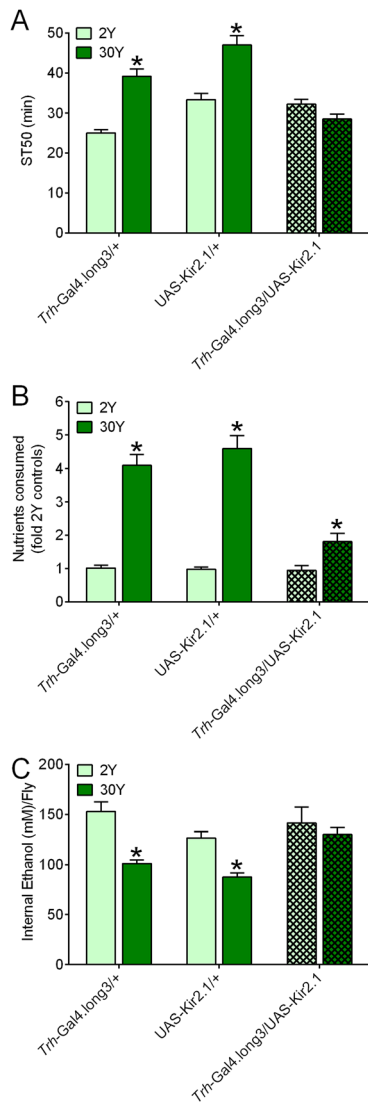 A
50
40
30
20
10
0
ST50 (min)
2Y
30Y
*
*
Trh-Gal4.long3/+
UAS-Kir2.1/+
Trh-Gal4.long3/UAS-Kir2.1
B
6
5
4
3
2
1
0
Nutrients consumed
(fold 2Y controls)
2Y
30Y
*
*
*
Trh-Gal4.long3/+
UAS-Kir2.1/+
Trh-Gal4.long3/UAS-Kir2.1
C
200
150
100
50
0
Internal Ethanol (mM)/Fly
2Y
30Y
*
*
Trh-Gal4.long3/+
UAS-Kir2.1/+
Trh-Gal4.long3/UAS-Kir2.1